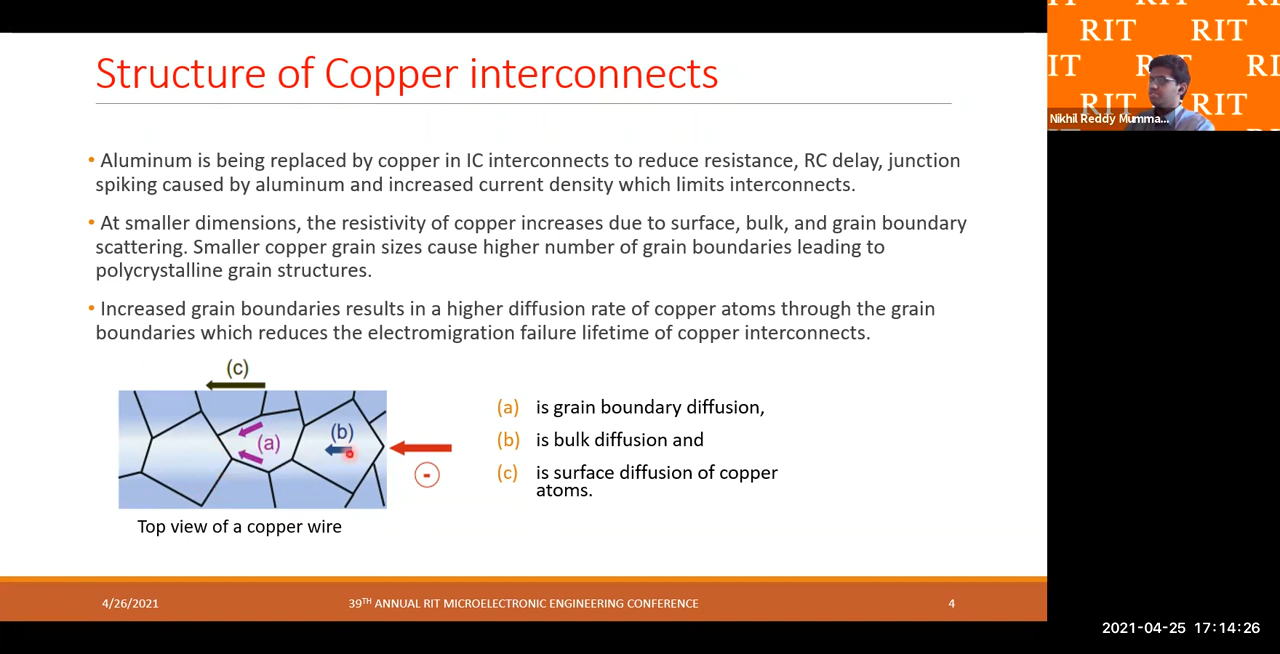 Structure of Copper interconnects
• Aluminum is being replaced by copper in IC interconnects to reduce resistance, RC delay, junction
spiking caused by aluminum and increased current density which limits interconnects.
• At smaller dimensions, the resistivity of copper increases due to surface, bulk, and grain boundary
scattering. Smaller copper grain sizes cause higher number of grain boundaries leading to
polycrystalline grain structures.
• Increased grain boundaries results in a higher diffusion rate of copper atoms through the grain
boundaries which reduces the electromigration failure lifetime of copper interconnects.
(c)
(a)
(b)
-
Top view of a copper wire
(a) is grain boundary diffusion,
(b) is bulk diffusion and
(c) is surface diffusion of copper
atoms.
4/26/2021 39TH ANNUAL RIT MICROELECTRONIC ENGINEERING CONFERENCE 4
RIT RIT
RIT RIT
Nikhil Reddy Mumma...
2021-04-25 17:14:26